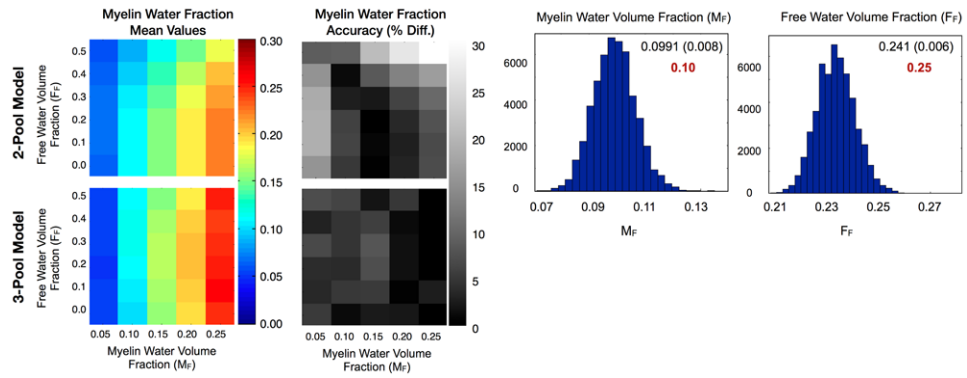 Myelin Water Fraction
Mean Values
Myelin Water Fraction
Accuracy (% Diff.)
2-Pool Model
Free Water Volume
Fraction (FF)
0.5
0.4
0.3
0.2
0.1
0.0
3-Pool Model
Free Water Volume
Fraction (FF)
0.5
0.4
0.3
0.2
0.1
0.0
0.05 0.10 0.15 0.20 0.25
Myelin Water Volume
Fraction (MF)
0.30
0.25
0.20
0.15
0.10
0.05
0.00
0.05 0.10 0.15 0.20 0.25
Myelin Water Volume
Fraction (MF)
30
25
20
15
10
5
0
Myelin Water Volume Fraction (MF)
0.0991 (0.008)
0.10
6000
4000
2000
0
0.07 0.09 0.11 0.13
MF
Free Water Volume Fraction (FF)
0.241 (0.006)
0.25
6000
4000
2000
0
0.21 0.23 0.25 0.27
FF